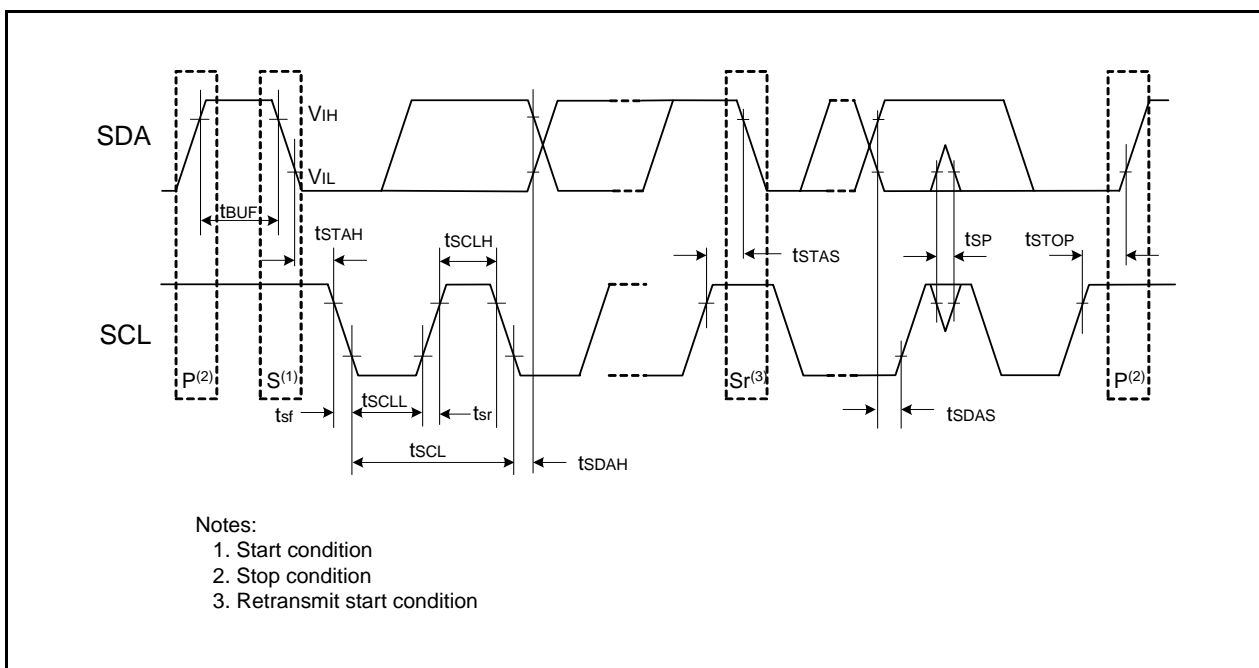 SDA
VIH
VIL
tBUF
tSTAH
tSCLH
tSTAS
tSP
tSTOP
SCL
P(2)
S(1)
Sr(3)
P(2)
tsf
tSCLL
tsr
tSDAS
tSCL
tSDAH
Notes:
1. Start condition
2. Stop condition
3. Retransmit start condition